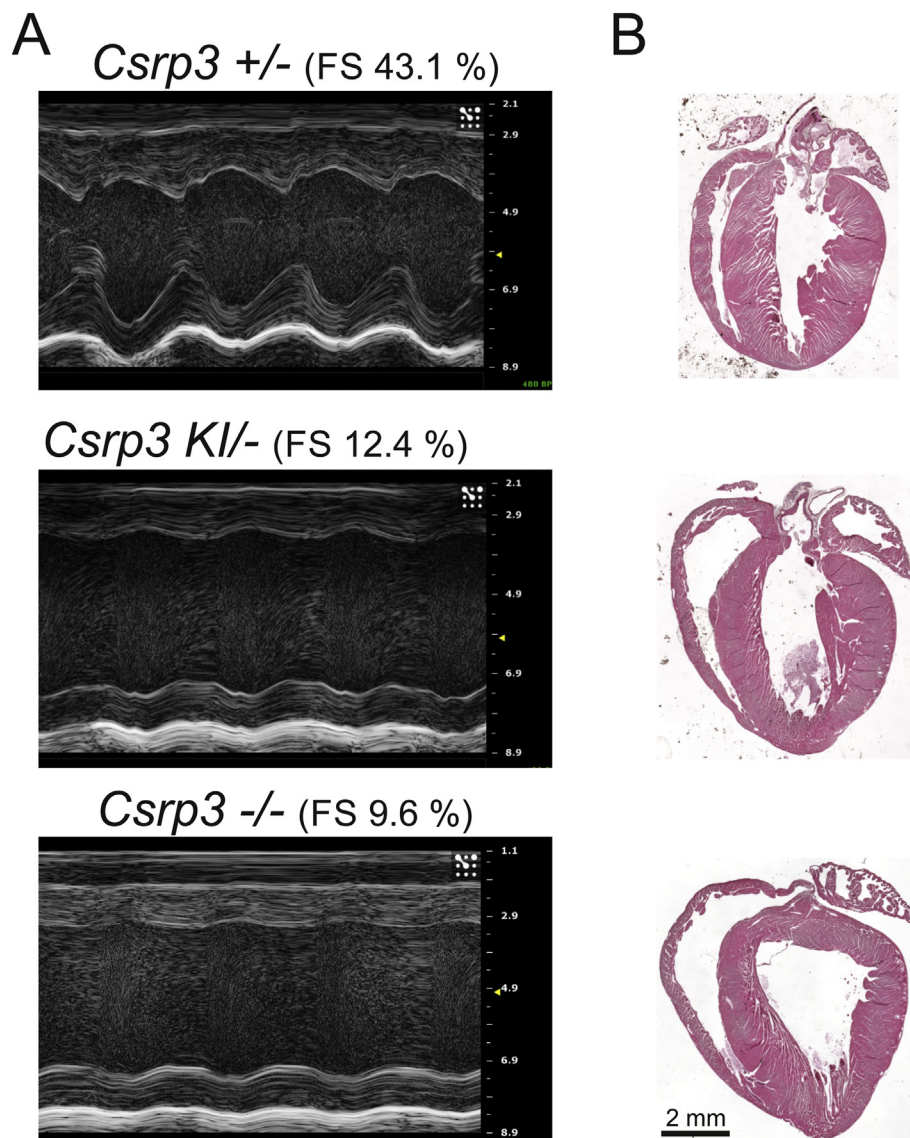 A
B
Csrp3 +/- (FS 43.1 %)
2.1
2.9
4.9
6.9
8.9
480 BP
Csrp3 KI/- (FS 12.4 %)
2.1
2.9
4.9
6.9
8.9
Csrp3 -/- (FS 9.6 %)
1.1
2.9
4.9
6.9
8.9
2 mm